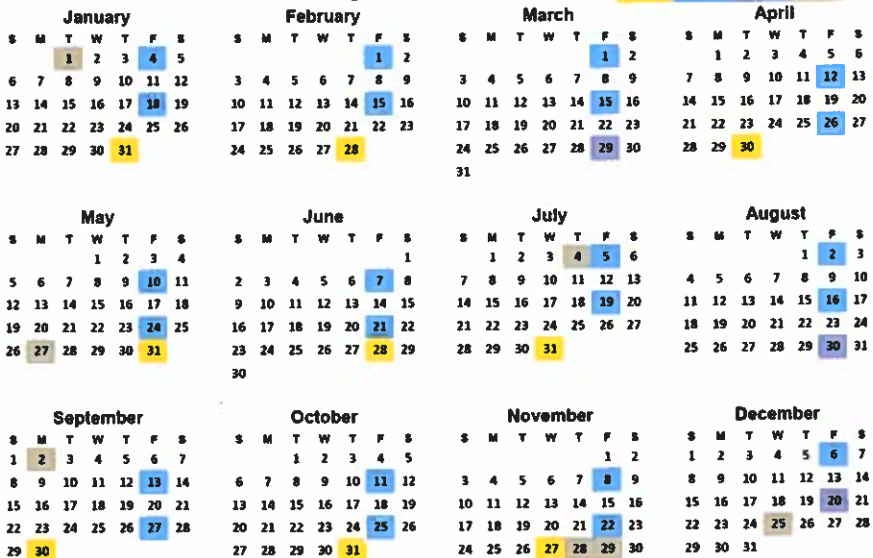 January
S M T W T F S
1 2 3 4 5
6 7 8 9 10 11 12
13 14 15 16 17 18 19
20 21 22 23 24 25 26
27 28 29 30 31
February
S M T W T F S
1 2
3 4 5 6 7 8 9
10 11 12 13 14 15 16
17 18 19 20 21 22 23
24 25 26 27 28
March
S M T W T F S
1 2
3 4 5 6 7 8 9
10 11 12 13 14 15 16
17 18 19 20 21 22 23
24 25 26 27 28 29 30
31
April
S M T W T F S
1 2 3 4 5 6
7 8 9 10 11 12 13
14 15 16 17 18 19 20
21 22 23 24 25 26 27
28 29 30
May
S M T W T F S
1 2 3 4
5 6 7 8 9 10 11
12 13 14 15 16 17 18
19 20 21 22 23 24 25
26 27 28 29 30 31
June
S M T W T F S
1
2 3 4 5 6 7 8
9 10 11 12 13 14 15
16 17 18 19 20 21 22
23 24 25 26 27 28 29
30
July
S M T W T F S
1 2 3 4 5 6
7 8 9 10 11 12 13
14 15 16 17 18 19 20
21 22 23 24 25 26 27
28 29 30 31
August
S M T W T F S
1 2 3
4 5 6 7 8 9 10
11 12 13 14 15 16 17
18 19 20 21 22 23 24
25 26 27 28 29 30 31
September
S M T W T F S
1 2 3 4 5 6 7
8 9 10 11 12 13 14
15 16 17 18 19 20 21
22 23 24 25 26 27 28
29 30
October
S M T W T F S
1 2 3 4 5
6 7 8 9 10 11 12
13 14 15 16 17 18 19
20 21 22 23 24 25 26
27 28 29 30 31
November
S M T W T F S
1 2
3 4 5 6 7 8 9
10 11 12 13 14 15 16
17 18 19 20 21 22 23
24 25 26 27 28 29 30
December
S M T W T F S
1 2 3 4 5 6 7
8 9 10 11 12 13 14
15 16 17 18 19 20 21
22 23 24 25 26 27 28
29 30 31